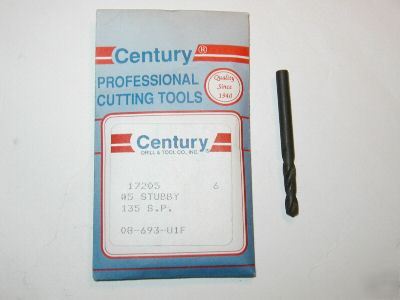 Century®
PROFESSIONAL
CUTTING TOOLS
Quality
Since
1940
Century
DRILL & TOOL CO., INC. ®
17205 6
#5 STUBBY
135 S.P.
08-693-U1F